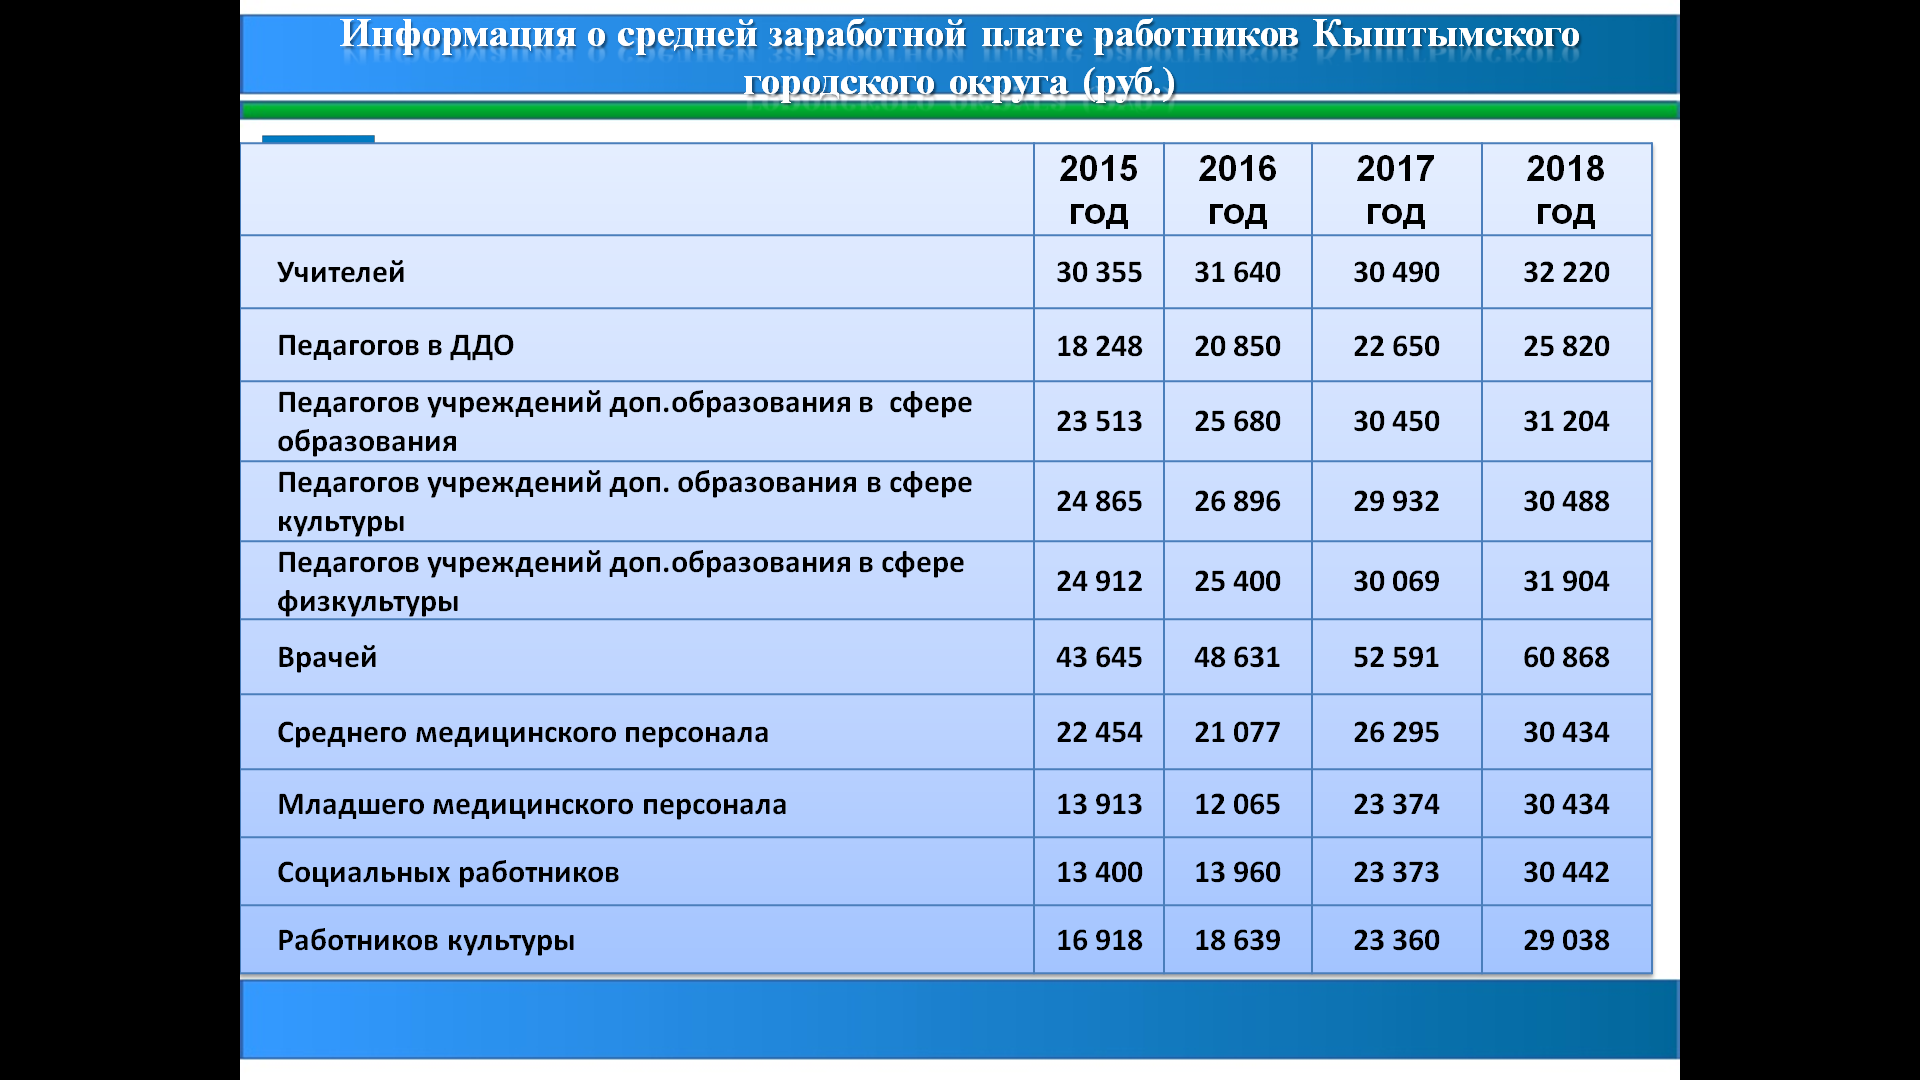 Информация о средней заработной плате работников Кыштымского
городского округа (руб.)
2015 2016 2017 2018
год год год год
Учителей 30 355 31 640 30 490 32 220
Педагогов в ДДО 18 248 20 850 22 650 25 820
Педагогов учреждений доп.образования в  сфере
образования 23 513 25 680 30 450 31 204
Педагогов учреждений доп. образования в сфере
культуры 24 865 26 896 29 932 30 488
Педагогов учреждений доп.образования в сфере
физкультуры 24 912 25 400 30 069 31 904
Врачей 43 645 48 631 52 591 60 868
Среднего медицинского персонала 22 454 21 077 26 295 30 434
Младшего медицинского персонала 13 913 12 065 23 374 30 434
Социальных работников 13 400 13 960 23 373 30 442
Работников культуры 16 918 18 639 23 360 29 038